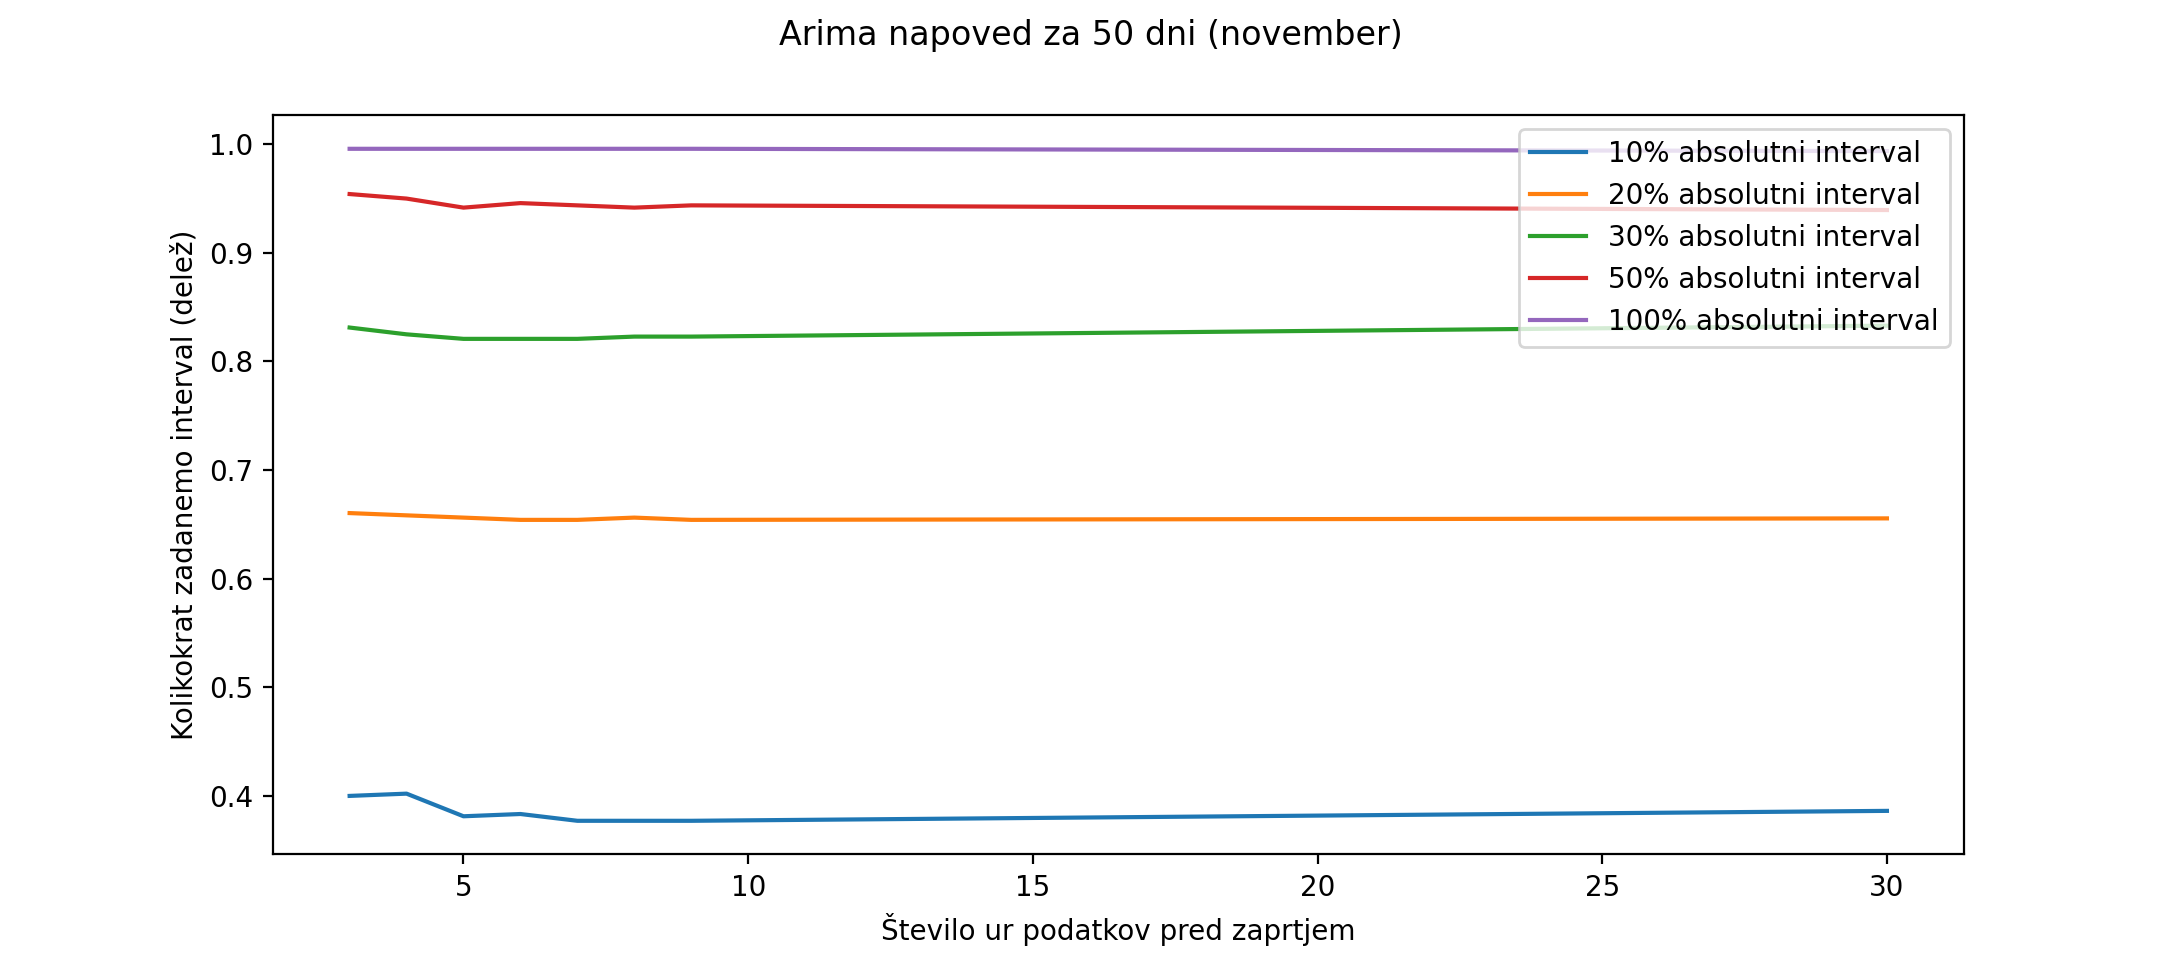 Arima napoved za 50 dni (november)
1.0
0.9
0.8
0.7
0.6
0.5
0.4
Kolikokrat zadanemo interval (delež)
10% absolutni interval
20% absolutni interval
30% absolutni interval
50% absolutni interval
100% absolutni interval
5 10 15 20 25 30
Število ur podatkov pred zaprtjem